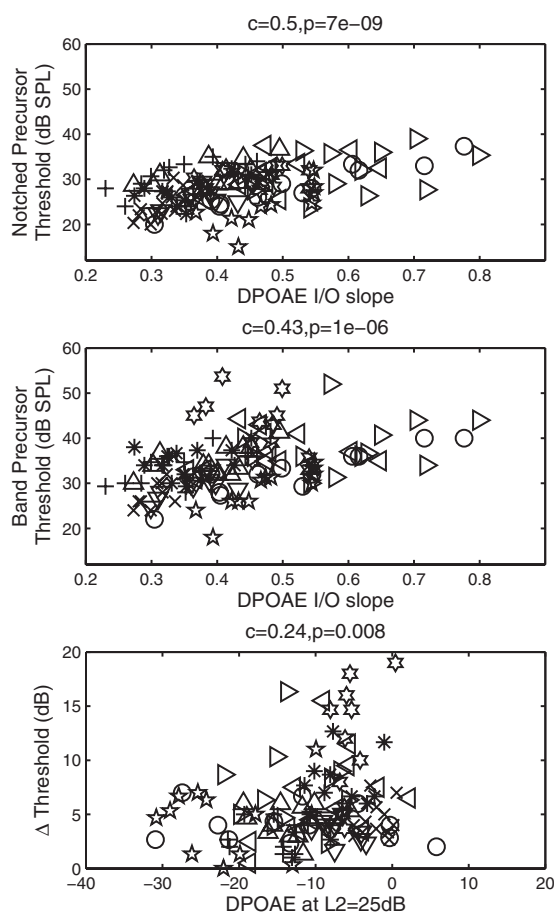 c=0.5,p=7e−09
60
50
40
30
20
Notched Precursor
Threshold (dB SPL)
0.2 0.3 0.4 0.5 0.6 0.7 0.8
DPOAE I/O slope
c=0.43,p=1e−06
60
50
40
30
20
Band Precursor
Threshold (dB SPL)
0.2 0.3 0.4 0.5 0.6 0.7 0.8
DPOAE I/O slope
c=0.24,p=0.008
20
15
10
5
0
Δ Threshold (dB)
−40 −30 −20 −10 0 10 20
DPOAE at L2=25dB